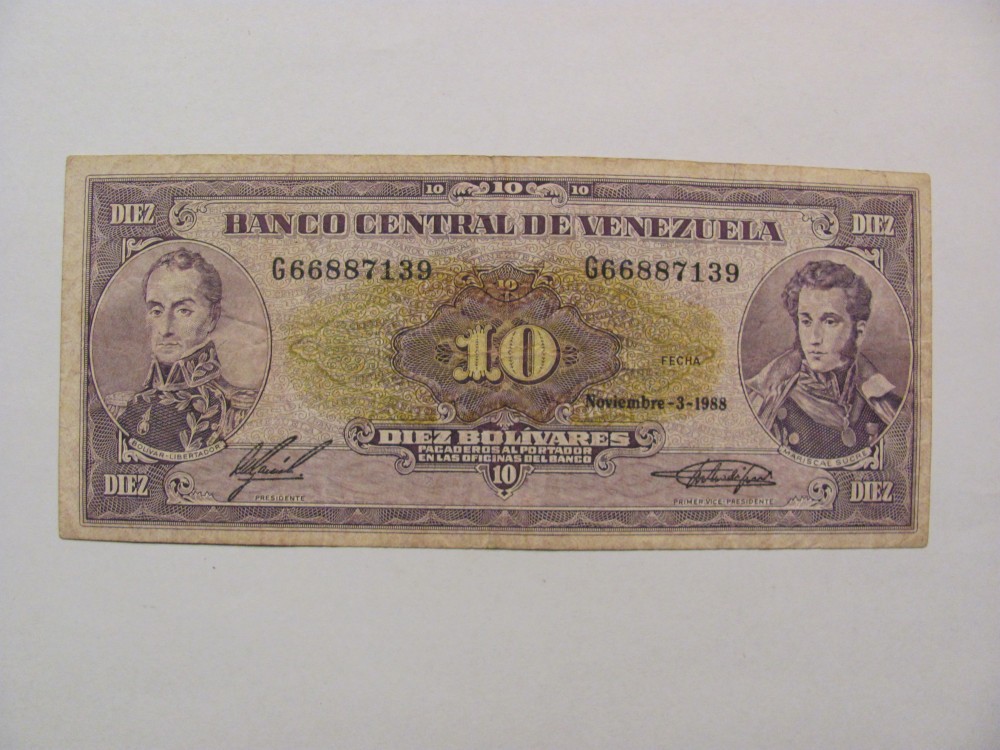 10 10 10
DIEZ DIEZ
BANCO CENTRAL DE VENEZUELA
G66887139 G66887139
10
10
FECHA
Noviembre-3-1988
DIEZ BOLÍVARES
PAGADEROS AL PORTADOR
EN LAS OFICINAS DEL BANCO
BOLIVAR-LIBERTADOR MARISCAL SUCRE
10
DIEZ DIEZ
PRESIDENTE PRIMER VICE-PRESIDENTE